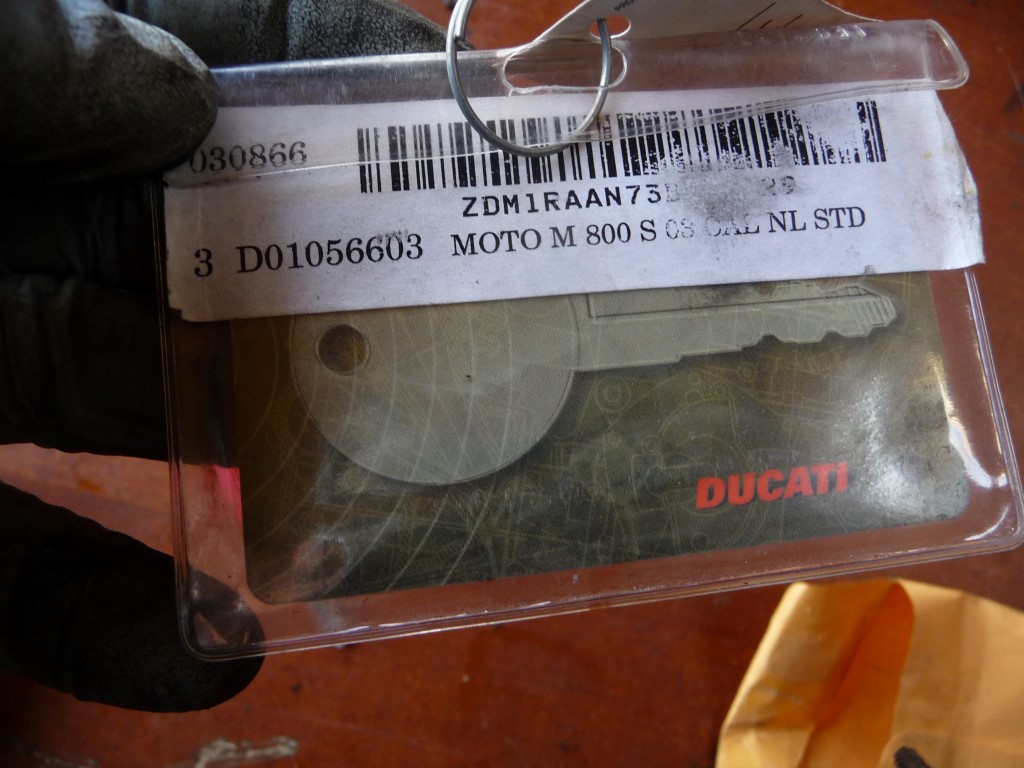 030866
ZDM1RAAN73
3 D01056603 MOTO M 800 S 03 CAL NL STD
DUCATI